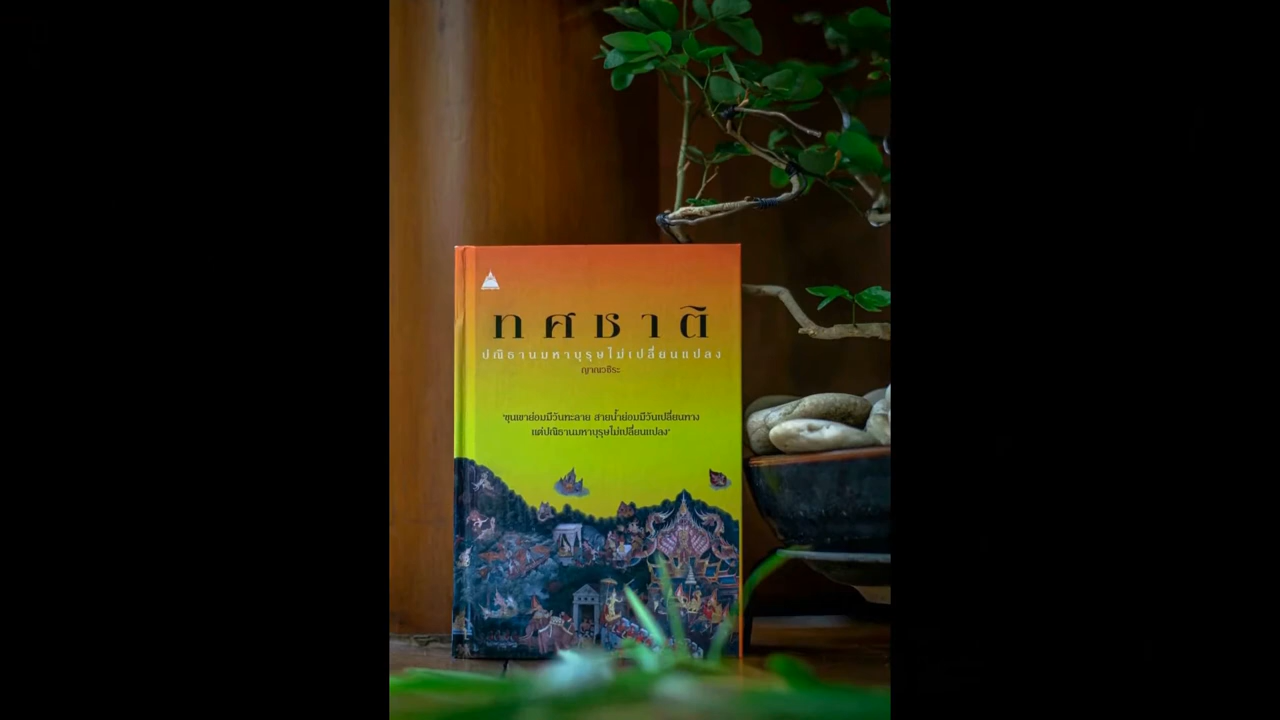 ทศชาติ
ปณิธานมหาบุรุษไม่เปลี่ยนแปลง
ญาณวชิระ
"ขุนเขาย่อมมีวันทะลาย สายน้ำย่อมมีวันเปลี่ยนทาง
แต่ปณิธานมหาบุรุษไม่เปลี่ยนแปลง"